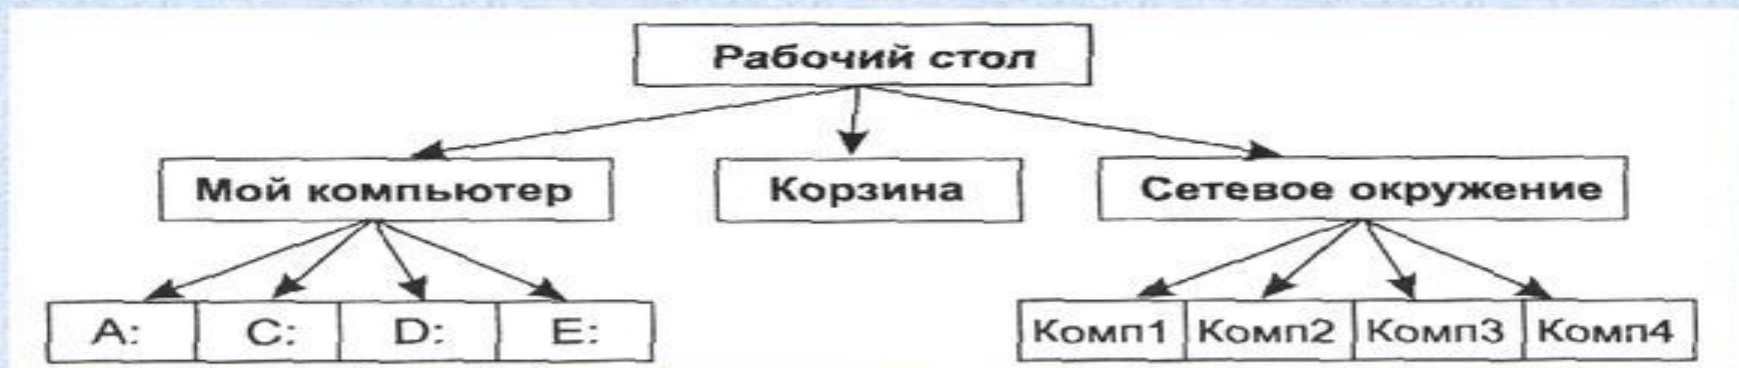 Рабочий стол
Мой компьютер
Корзина
Сетевое окружение
A:
C:
D:
E:
Комп1
Комп2
Комп3
Комп4